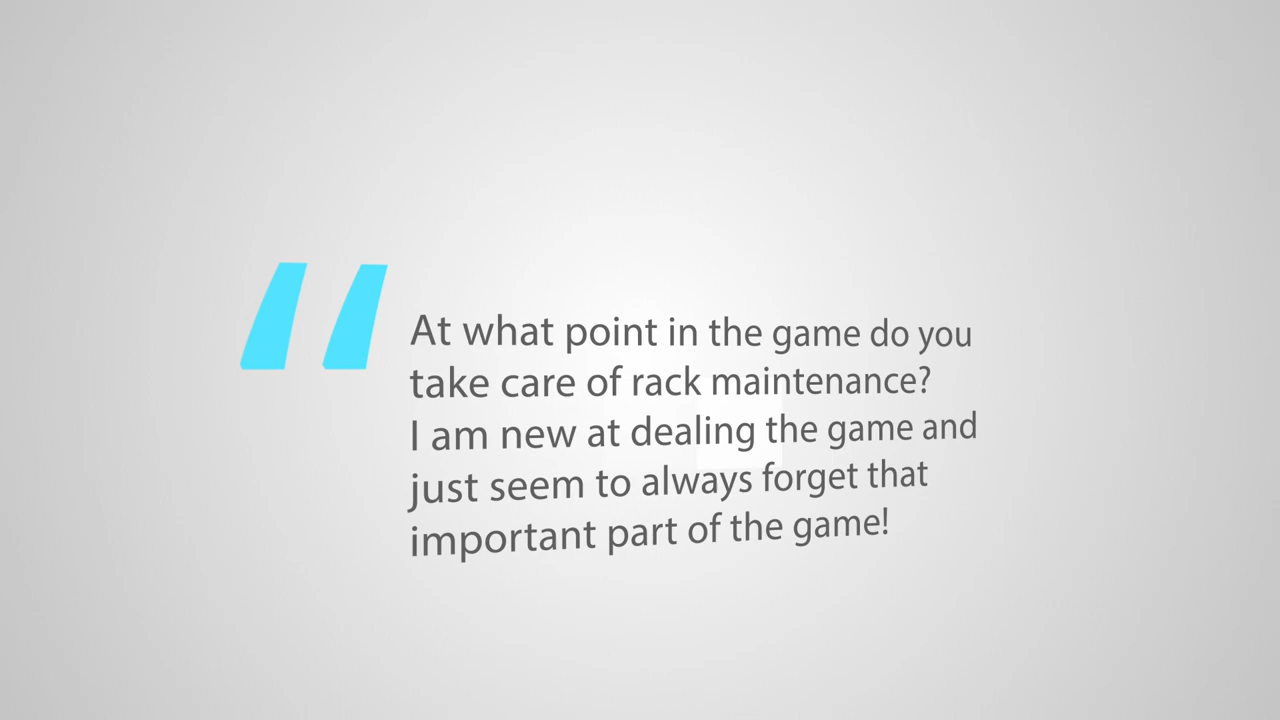 “At what point in the game do you
take care of rack maintenance?
I am new at dealing the game and
just seem to always forget that
important part of the game!